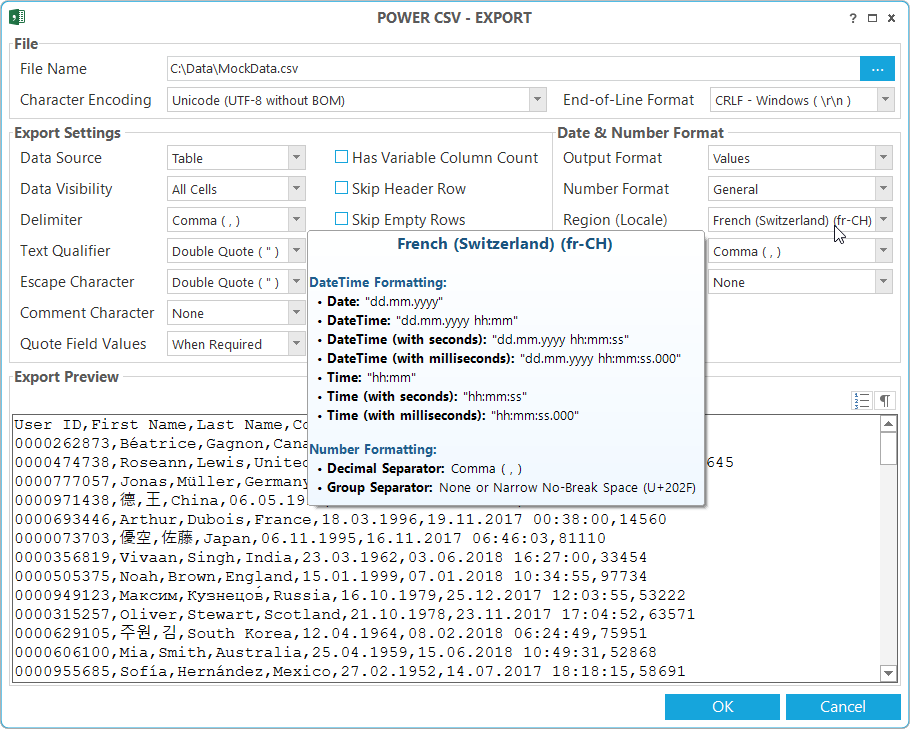 POWER CSV - EXPORT
?
File
File Name
C:\Data\MockData.csv
...
Character Encoding
Unicode (UTF-8 without BOM)
End-of-Line Format
CRLF - Windows ( \r\n )
Export Settings
Data Source
Table
Has Variable Column Count
Data Visibility
All Cells
Skip Header Row
Delimiter
Comma ( , )
Skip Empty Rows
Text Qualifier
Double Quote ( " )
Escape Character
Double Quote ( " )
Comment Character
None
Quote Field Values
When Required
Date & Number Format
Output Format
Values
Number Format
General
Region (Locale)
French (Switzerland) (fr-CH)
Comma ( , )
None
French (Switzerland) (fr-CH)
DateTime Formatting:
• Date: "dd.mm.yyyy"
• DateTime: "dd.mm.yyyy hh:mm"
• DateTime (with seconds): "dd.mm.yyyy hh:mm:ss"
• DateTime (with milliseconds): "dd.mm.yyyy hh:mm:ss.000"
• Time: "hh:mm"
• Time (with seconds): "hh:mm:ss"
• Time (with milliseconds): "hh:mm:ss.000"
Number Formatting:
• Decimal Separator: Comma ( , )
• Group Separator: None or Narrow No-Break Space (U+202F)
Export Preview
1 2 3
¶
User ID,First Name,Last Name,Co
0000262873,Béatrice,Gagnon,Cana
0000474738,Roseann,Lewis,United 645
0000777057,Jonas,Müller,Germany
0000971438,德,王,China,06.05.19
0000693446,Arthur,Dubois,France,18.03.1996,19.11.2017 00:38:00,14560
0000073703,優空,佐藤,Japan,06.11.1995,16.11.2017 06:46:03,81110
0000356819,Vivaan,Singh,India,23.03.1962,03.06.2018 16:27:00,33454
0000505375,Noah,Brown,England,15.01.1999,07.01.2018 10:34:55,97734
0000949123,Максим,Кузнецо́в,Russia,16.10.1979,25.12.2017 12:03:55,53222
0000315257,Oliver,Stewart,Scotland,21.10.1978,23.11.2017 17:04:52,63571
0000629105,주원,김,South Korea,12.04.1964,08.02.2018 06:24:49,75951
0000606100,Mia,Smith,Australia,25.04.1959,15.06.2018 10:49:31,52868
0000955685,Sofía,Hernández,Mexico,27.02.1952,14.07.2017 18:18:15,58691
OK
Cancel